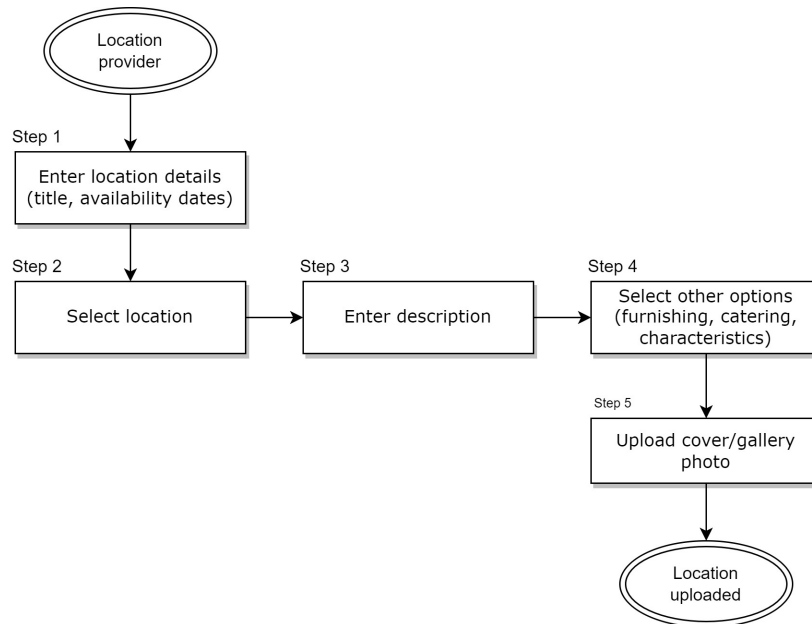 Location
provider
Step 1
Enter location details
(title, availability dates)
Step 2
Select location
Step 3
Enter description
Step 4
Select other options
(furnishing, catering,
characteristics)
Step 5
Upload cover/gallery
photo
Location
uploaded